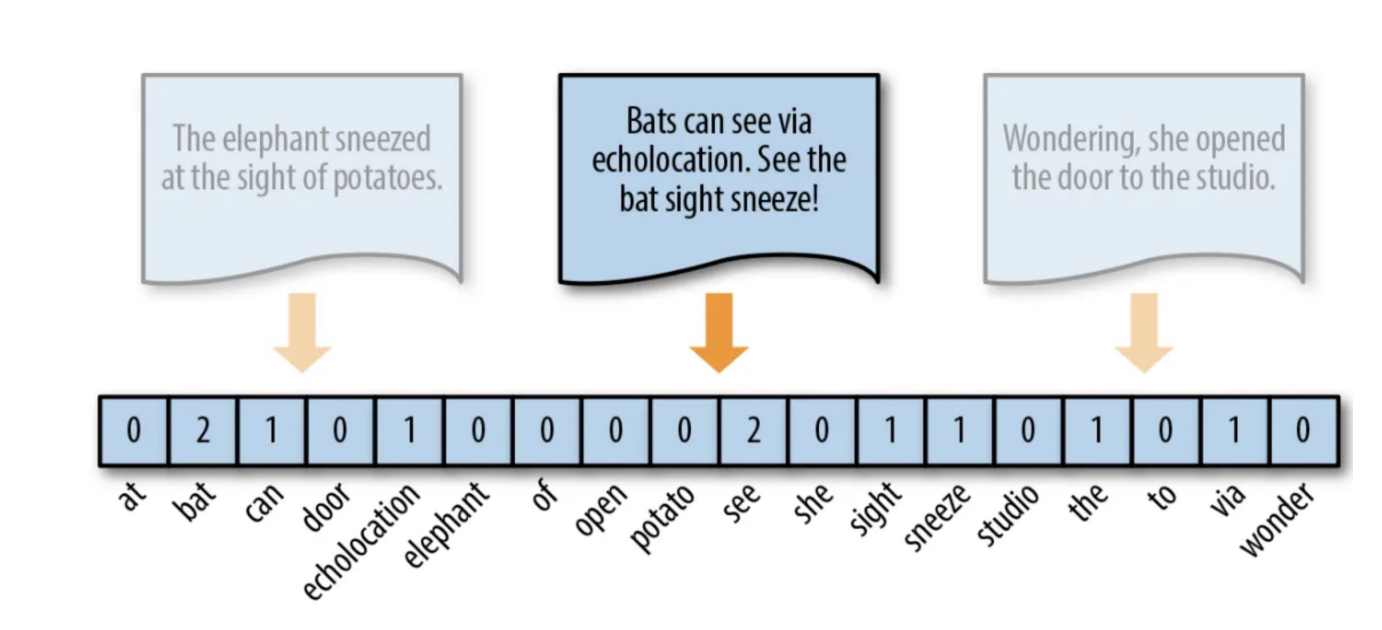 The elephant sneezed
at the sight of potatoes.
Bats can see via
echolocation. See the
bat sight sneeze!
Wondering, she opened
the door to the studio.
0 2 1 0 1 0 0 0 0 2 0 1 1 0 1 0 1 0
at bat can door echolocation elephant of open potato see she sight sneeze studio the to via wonder